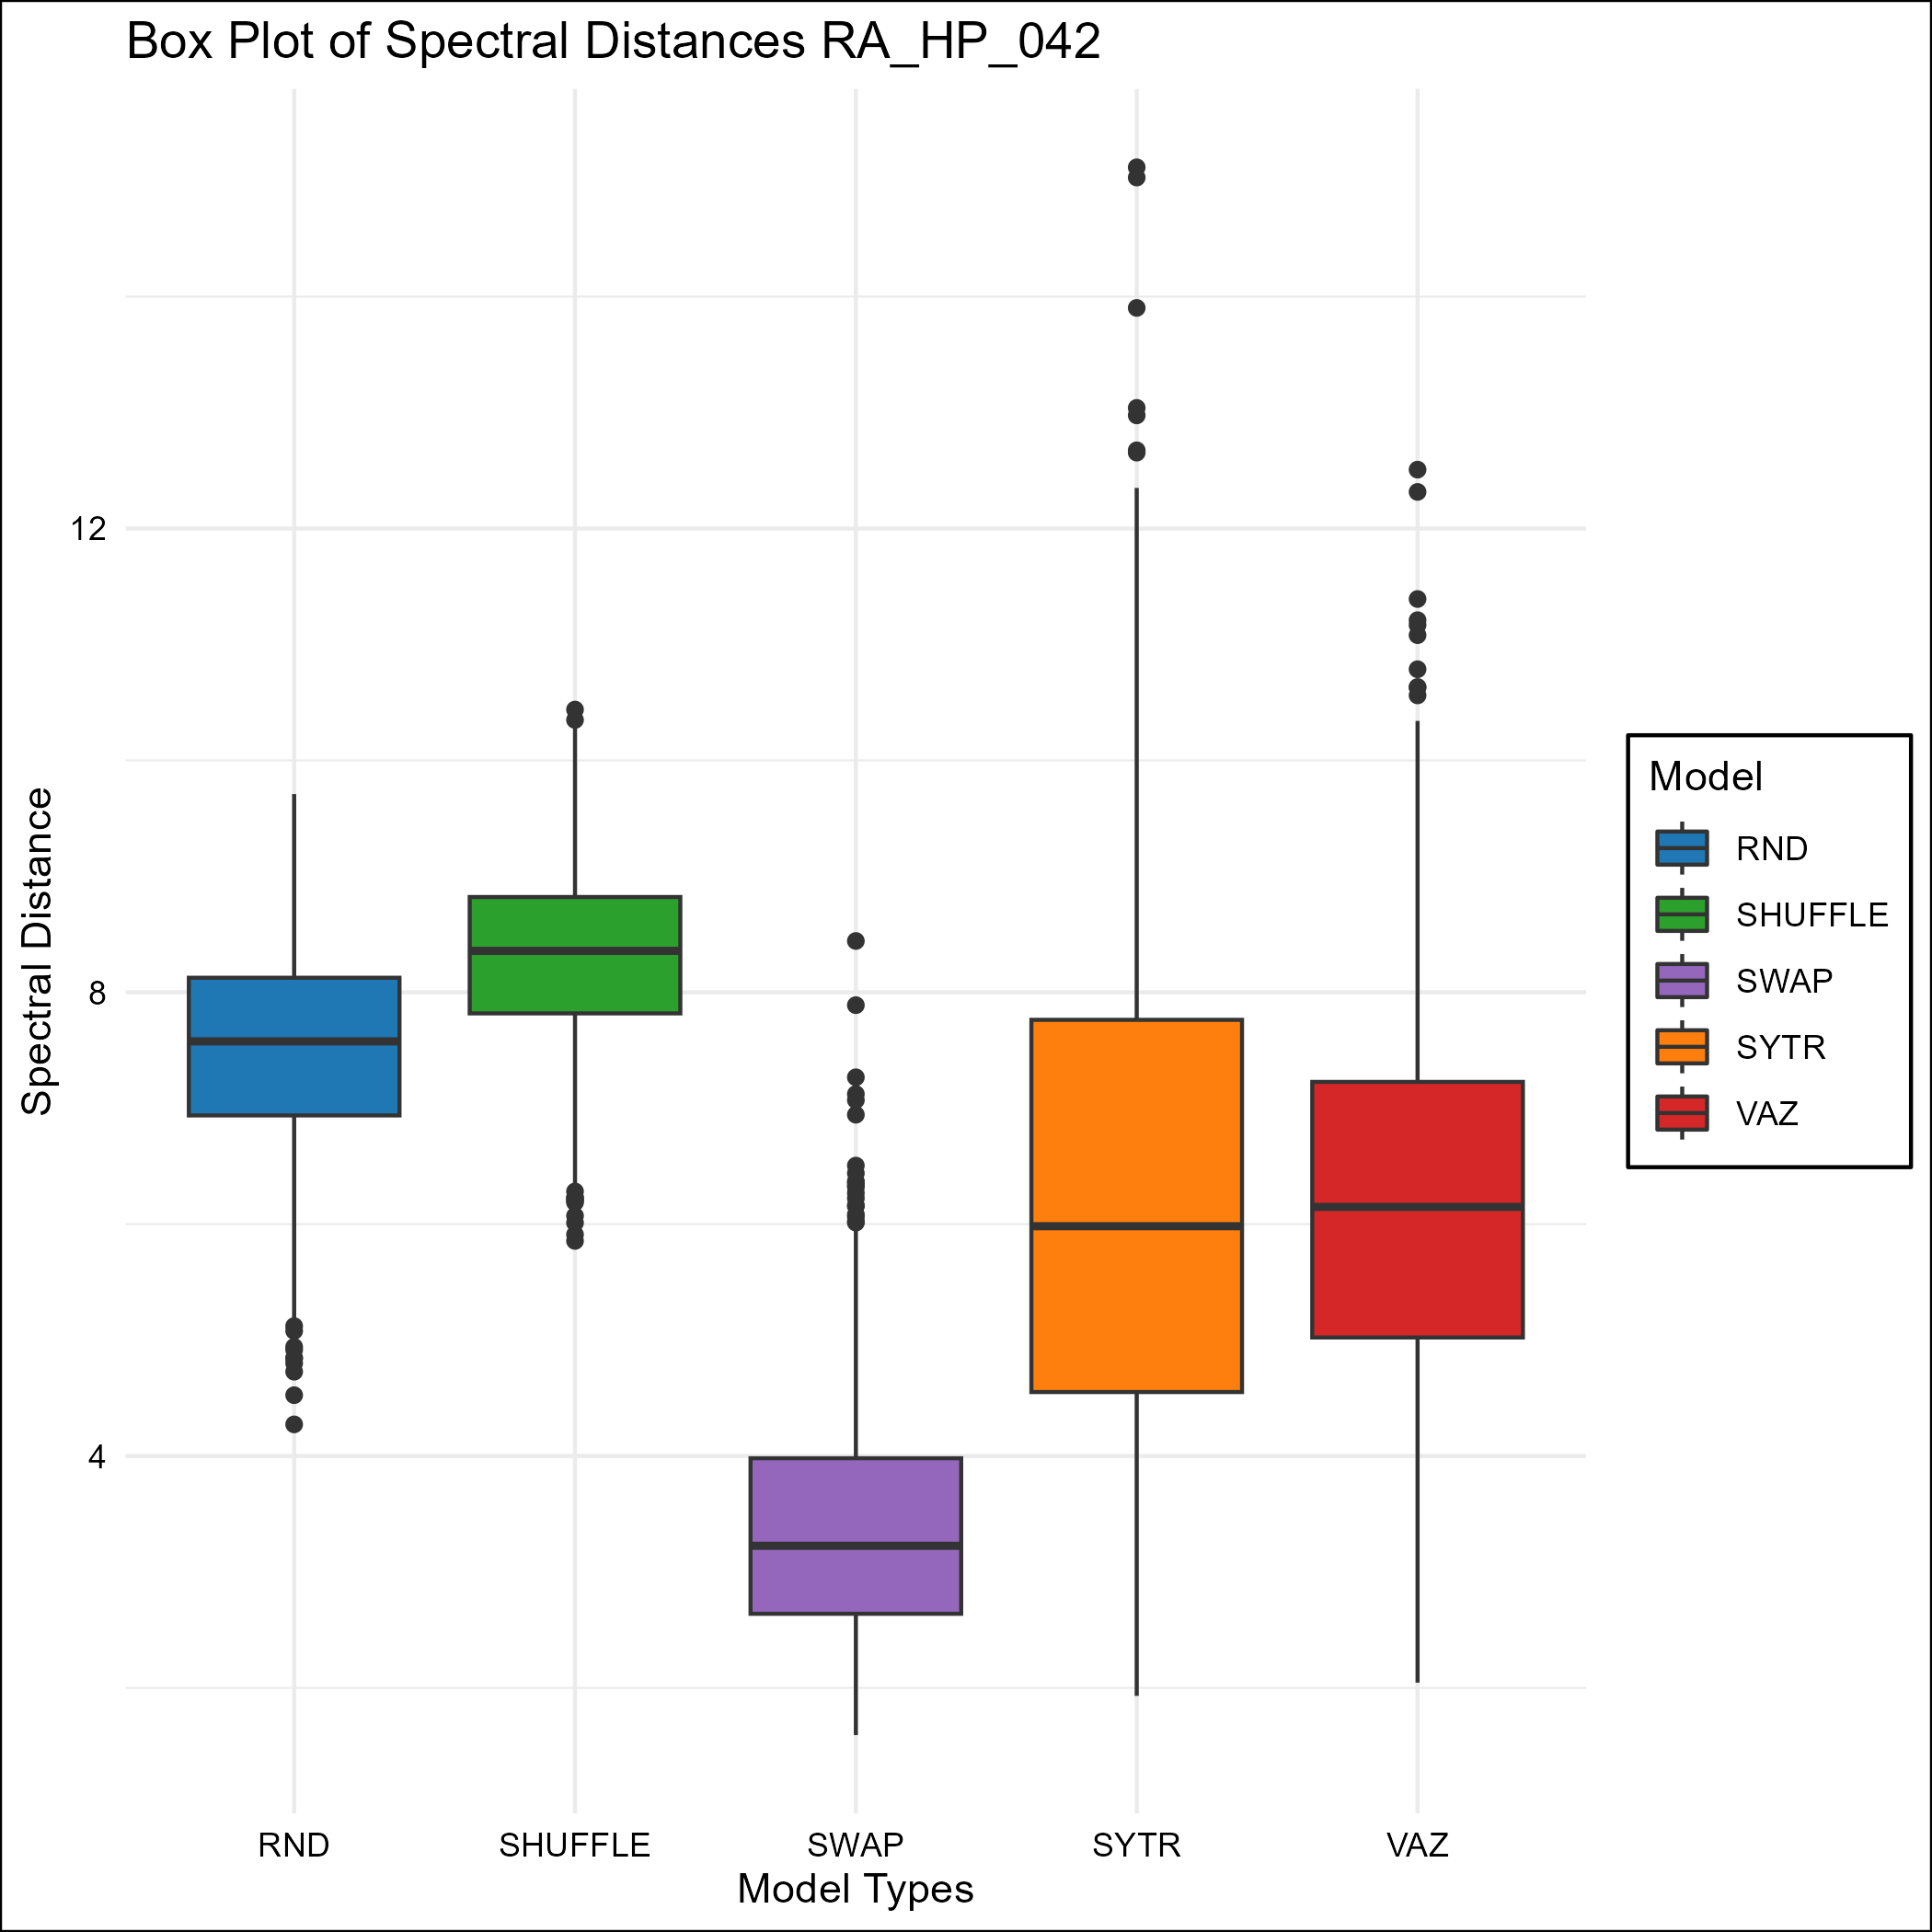 Box Plot of Spectral Distances RA_HP_042
Spectral Distance
12
8
4
RND
SHUFFLE
SWAP
SYTR
VAZ
Model Types
Model
RND
SHUFFLE
SWAP
SYTR
VAZ